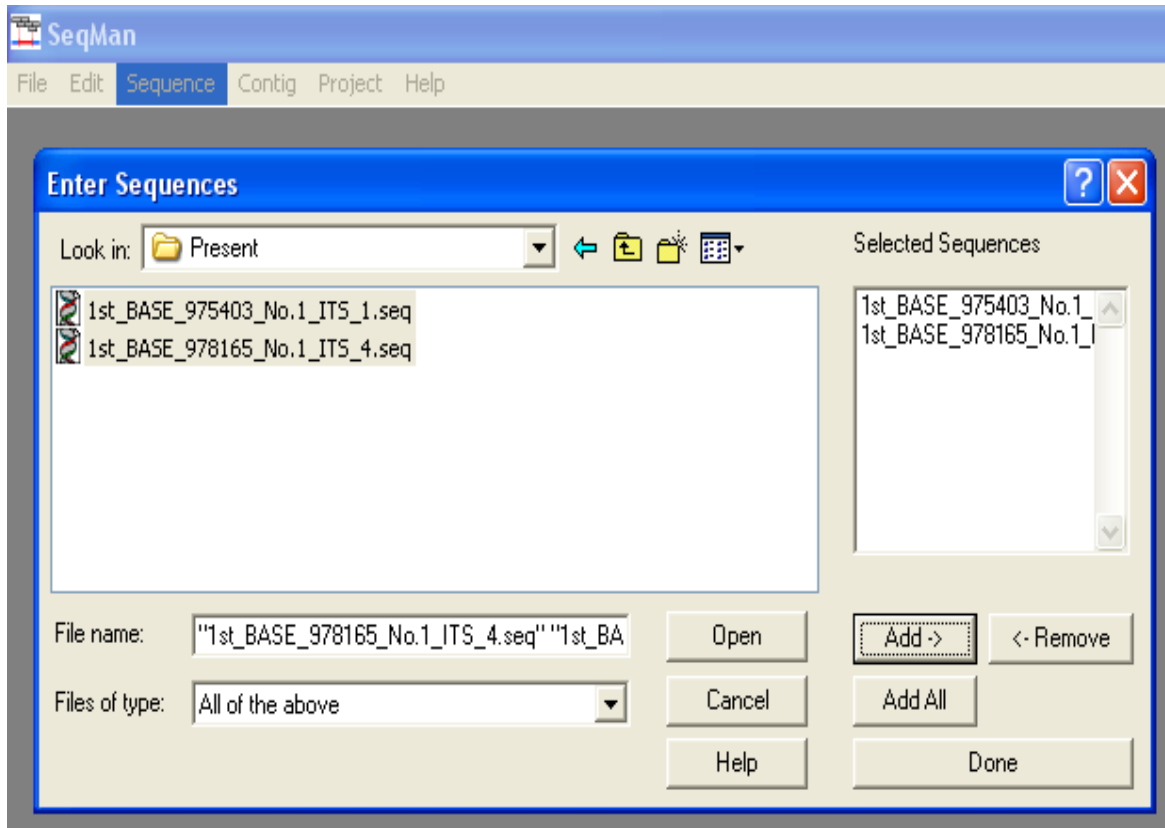 SeqMan
File Edit Sequence Contig Project Help
Enter Sequences
Look in: Present
Selected Sequences
1st_BASE_975403_No.1_ITS_1.seq
1st_BASE_978165_No.1_ITS_4.seq
1st_BASE_975403_No.1_
1st_BASE_978165_No.1_I
File name: "1st_BASE_978165_No.1_ITS_4.seq" "1st_BA
Open
Add -> <- Remove
Files of type: All of the above
Cancel
Add All
Help
Done